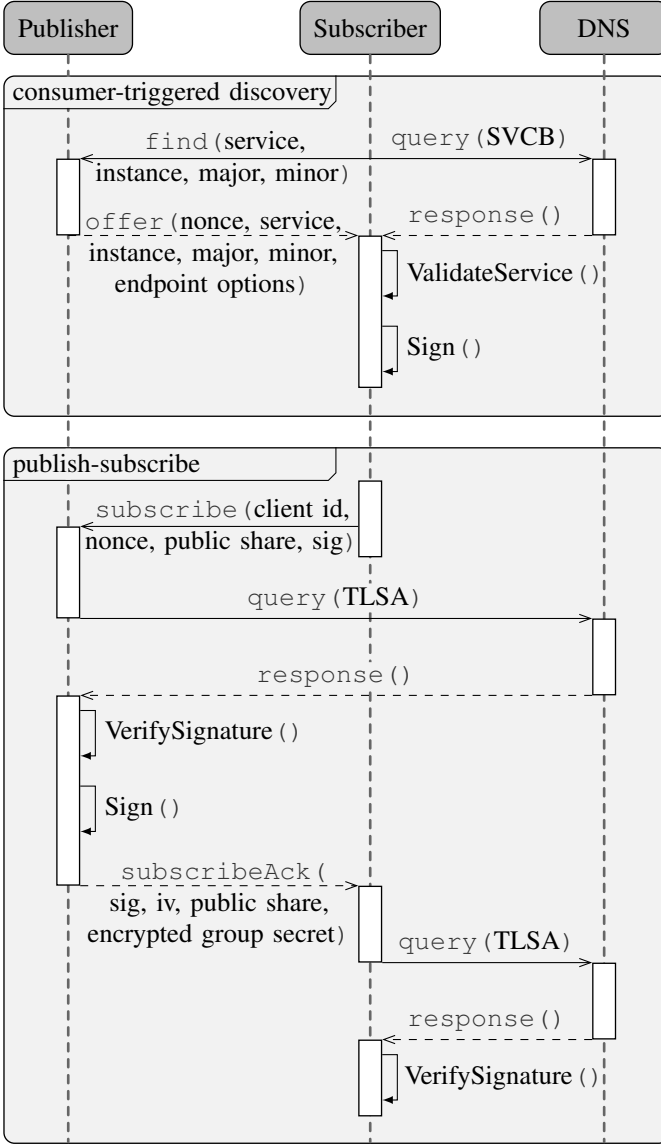 Publisher
Subscriber
DNS
consumer-triggered discovery
find(service,
instance, major, minor)
query(SVCB)
offer(nonce, service,
instance, major, minor,
endpoint options)
response()
ValidateService()
Sign()
publish-subscribe
subscribe(client id,
nonce, public share, sig)
query(TLSA)
response()
VerifySignature()
Sign()
subscribeAck(
sig, iv, public share,
encrypted group secret)
query(TLSA)
response()
VerifySignature()